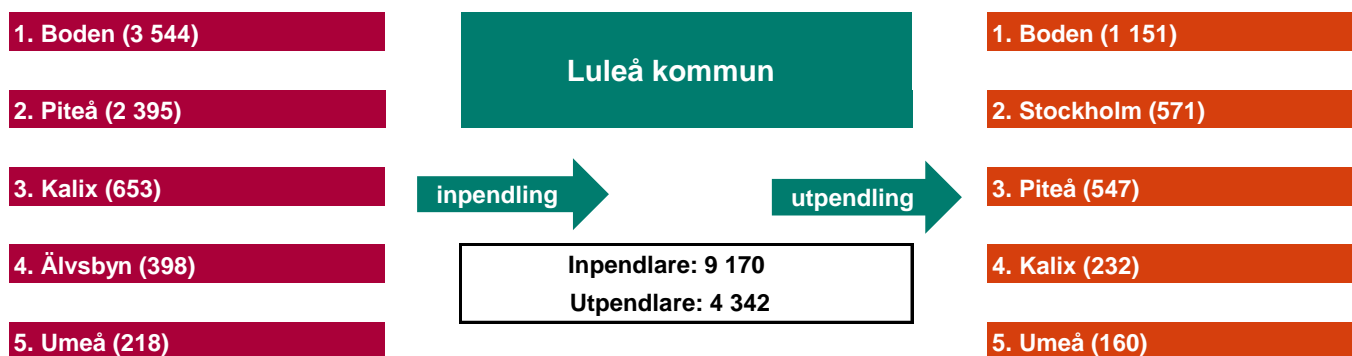 1. Boden (3 544)
2. Piteå (2 395)
3. Kalix (653)
4. Älvsbyn (398)
5. Umeå (218)
Luleå kommun
inpendling
utpendling
Inpendlare: 9 170
Utpendlare: 4 342
1. Boden (1 151)
2. Stockholm (571)
3. Piteå (547)
4. Kalix (232)
5. Umeå (160)